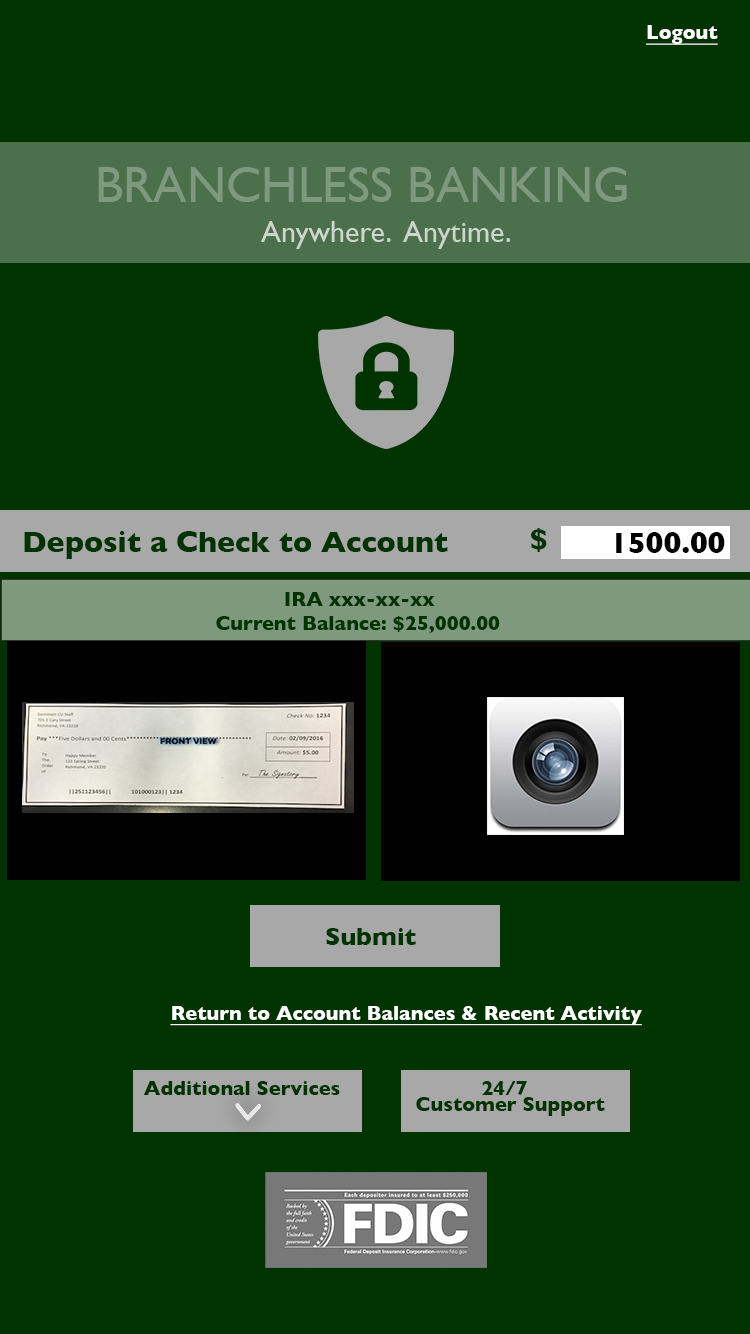 Logout
BRANCHLESS BANKING
Anywhere. Anytime.
Deposit a Check to Account $ 1500.00
IRA xxx-xx-xx
Current Balance: $25,000.00
Dominion CU Staff
701 E Cary Street
Richmond, VA 23219
Check No: 1234
Pay ***Five Dollars and 00 Cents***
FRONT VIEW
Date: 02/09/2016
Amount: $5.00
To
The
Order
of
Happy Member
123 Spring Street
Richmond, VA 23220
The Signatory
||251123456|| 101000123|| 1234
Submit
Return to Account Balances & Recent Activity
Additional Services
24/7
Customer Support
Each depositor insured to at least $250,000
Backed by
the full faith
and credit
of the
United States
government
FDIC
Federal Deposit Insurance Corporation · www.fdic.gov